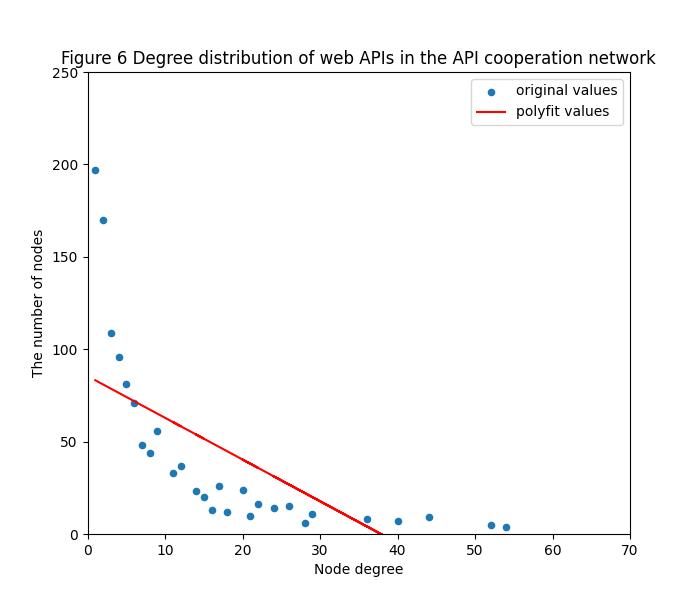 Figure 6 Degree distribution of web APIs in the API cooperation network
original values
polyfit values
250
200
150
100
50
0
The number of nodes
0 10 20 30 40 50 60 70
Node degree